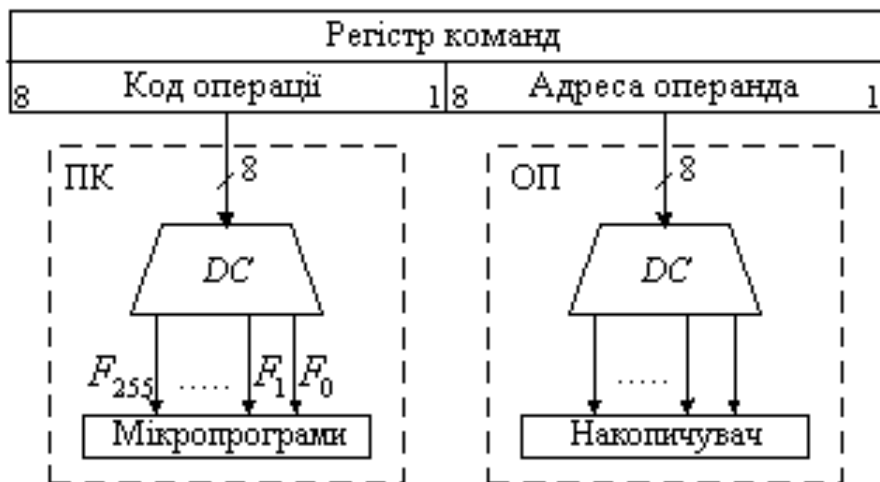 Регістр команд
8 Код операції 1 8 Адреса операнда 1
ПК 8 ОП 8
DC DC
F255 ..... F1 F0 .....
Мікропрограми Накопичувач